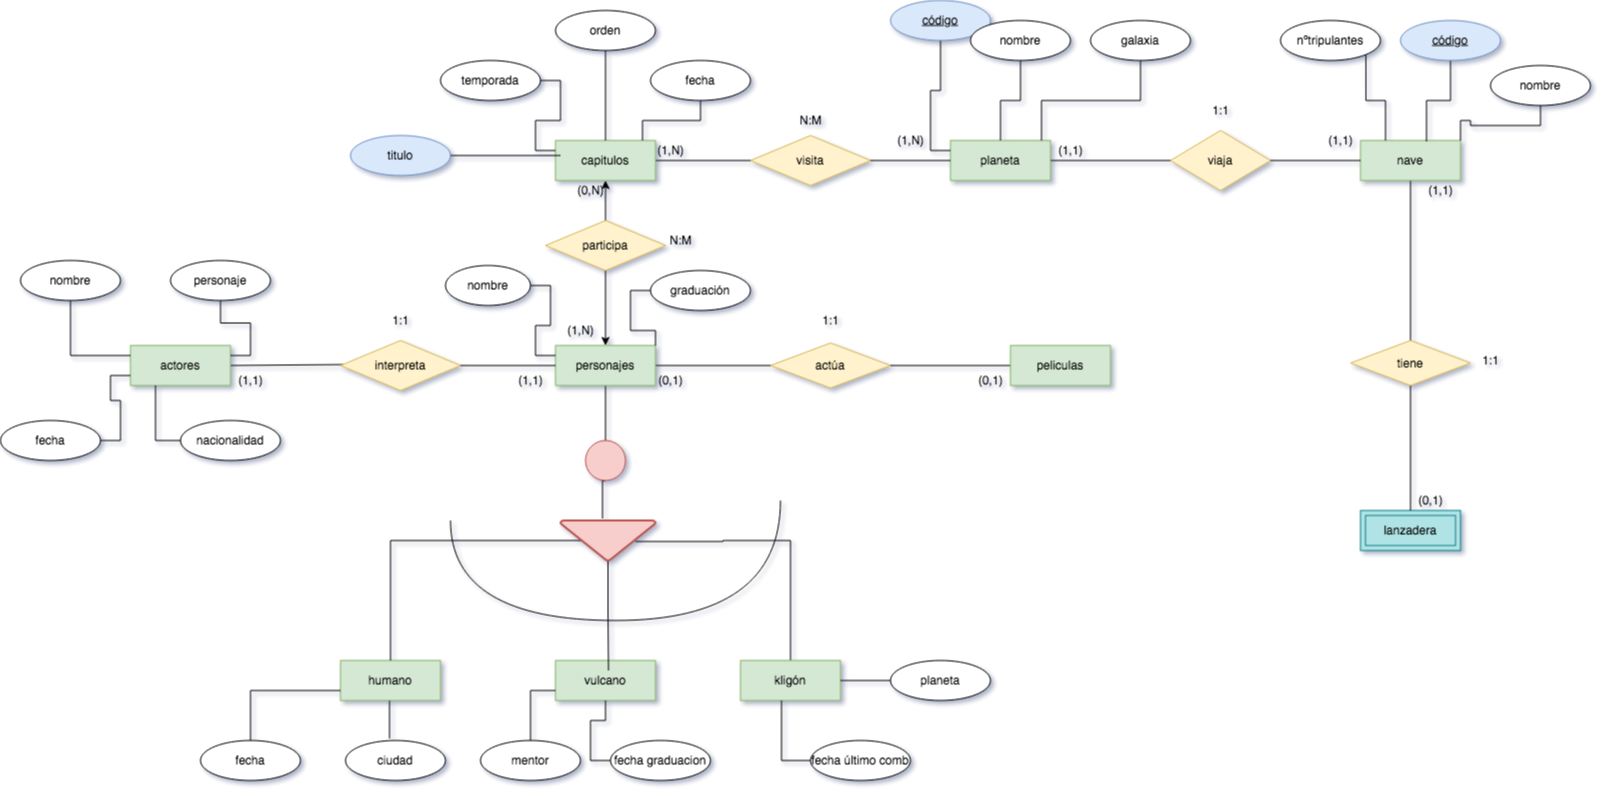 orden
código
nombre
galaxia
nºtripulantes
código
nombre
temporada
fecha
N:M
1:1
titulo
capitulos
(1,N)
visita
(1,N)
planeta
(1,1)
viaja
(1,1)
nave
(0,N)
(1,1)
participa
N:M
nombre
personaje
nombre
graduación
1:1
(1,N)
1:1
actores
interpreta
personajes
actúa
peliculas
tiene
1:1
(1,1)
(1,1)
(0,1)
(0,1)
fecha
nacionalidad
(0,1)
lanzadera
humano
vulcano
kligón
planeta
fecha
ciudad
mentor
fecha graduacion
fecha último comb